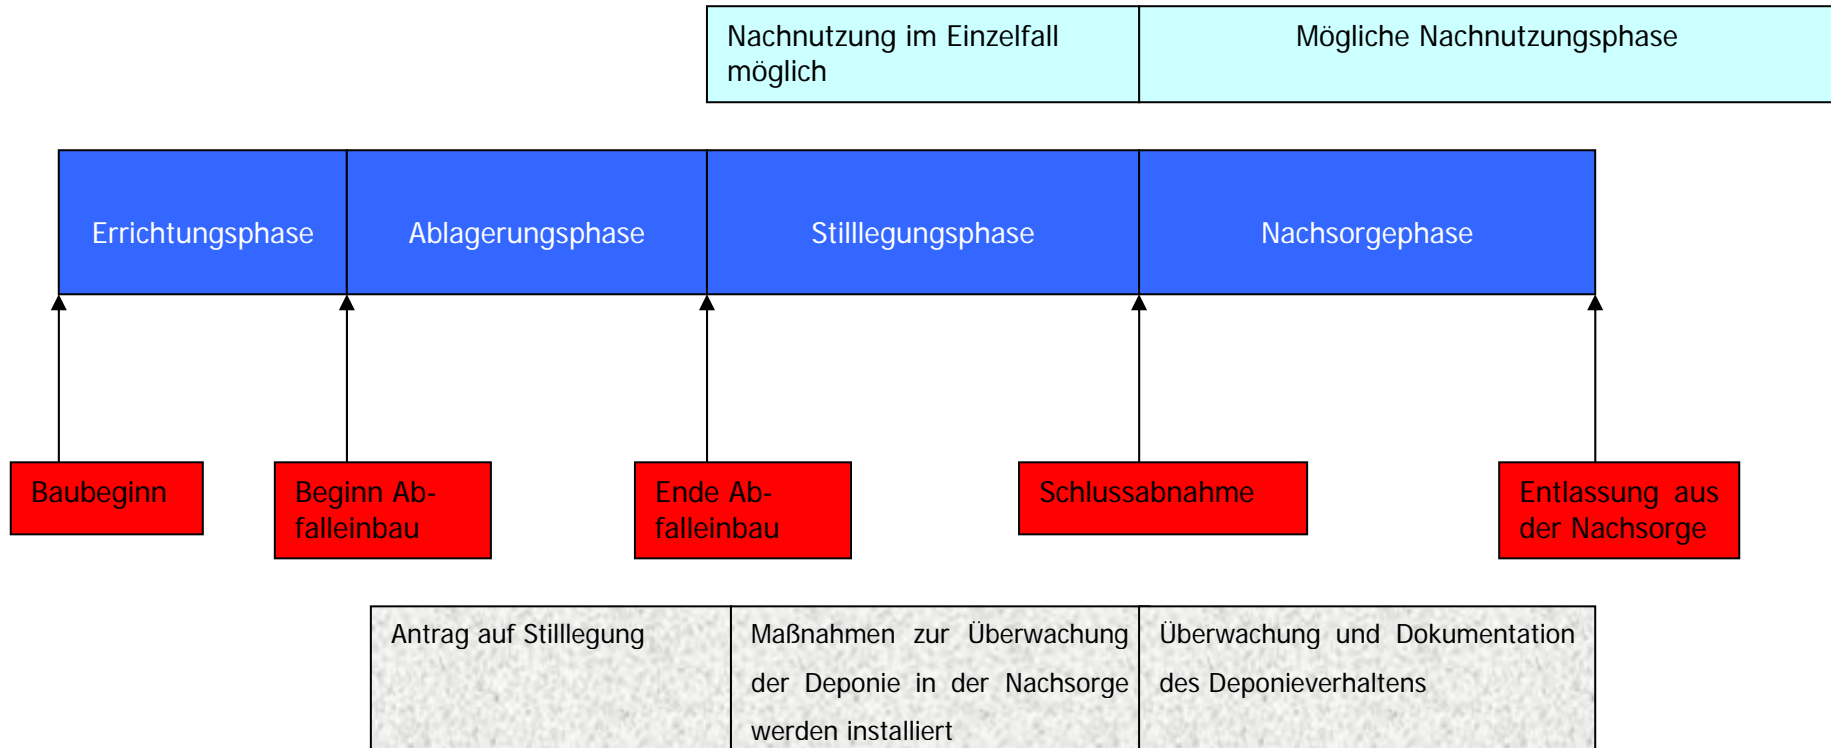 Nachnutzung im Einzelfall
möglich
Mögliche Nachnutzungsphase
Errichtungsphase
Ablagerungsphase
Stilllegungsphase
Nachsorgephase
Baubeginn
Beginn Ab-
falleinbau
Ende Ab-
falleinbau
Schlussabnahme
Entlassung aus
der Nachsorge
Antrag auf Stilllegung
Maßnahmen zur Überwachung
der Deponie in der Nachsorge
werden installiert
Überwachung und Dokumentation
des Deponieverhaltens